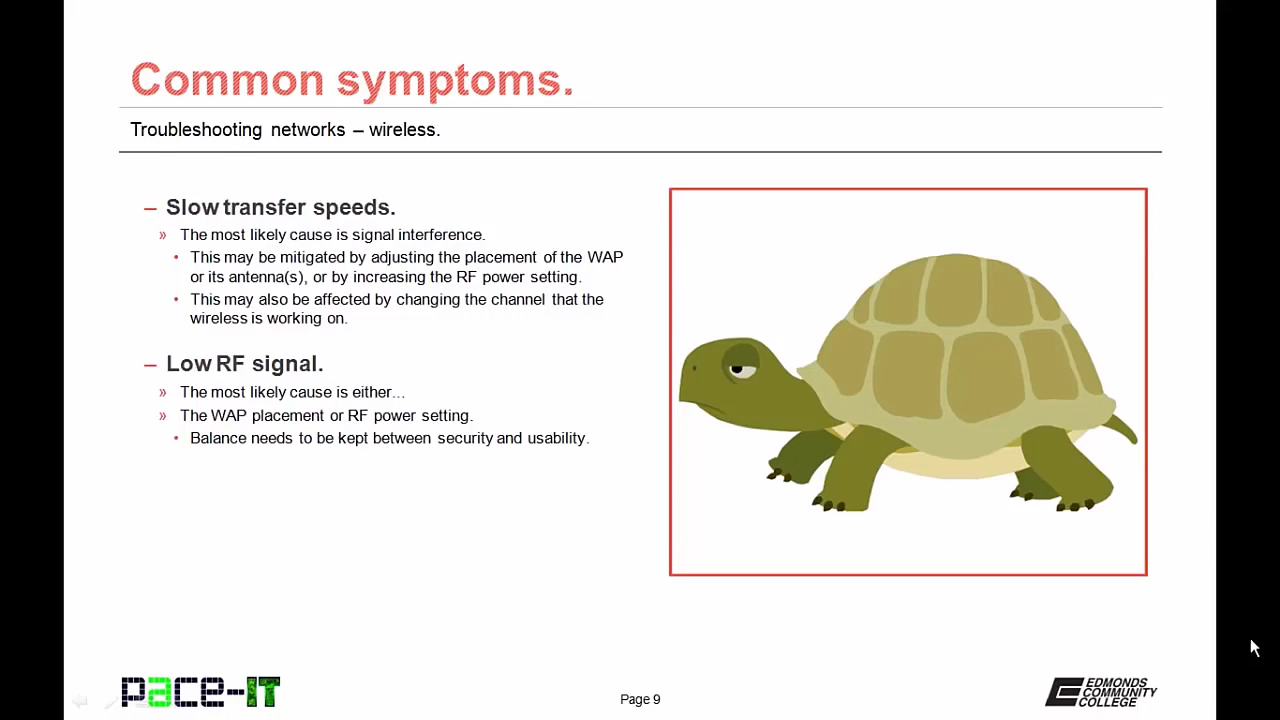 Common symptoms.
Troubleshooting networks – wireless.
– Slow transfer speeds.
» The most likely cause is signal interference.
• This may be mitigated by adjusting the placement of the WAP
or its antenna(s), or by increasing the RF power setting.
• This may also be affected by changing the channel that the
wireless is working on.
– Low RF signal.
» The most likely cause is either...
» The WAP placement or RF power setting.
• Balance needs to be kept between security and usability.
pace-IT
Page 9
EDMONDS
COMMUNITY
COLLEGE